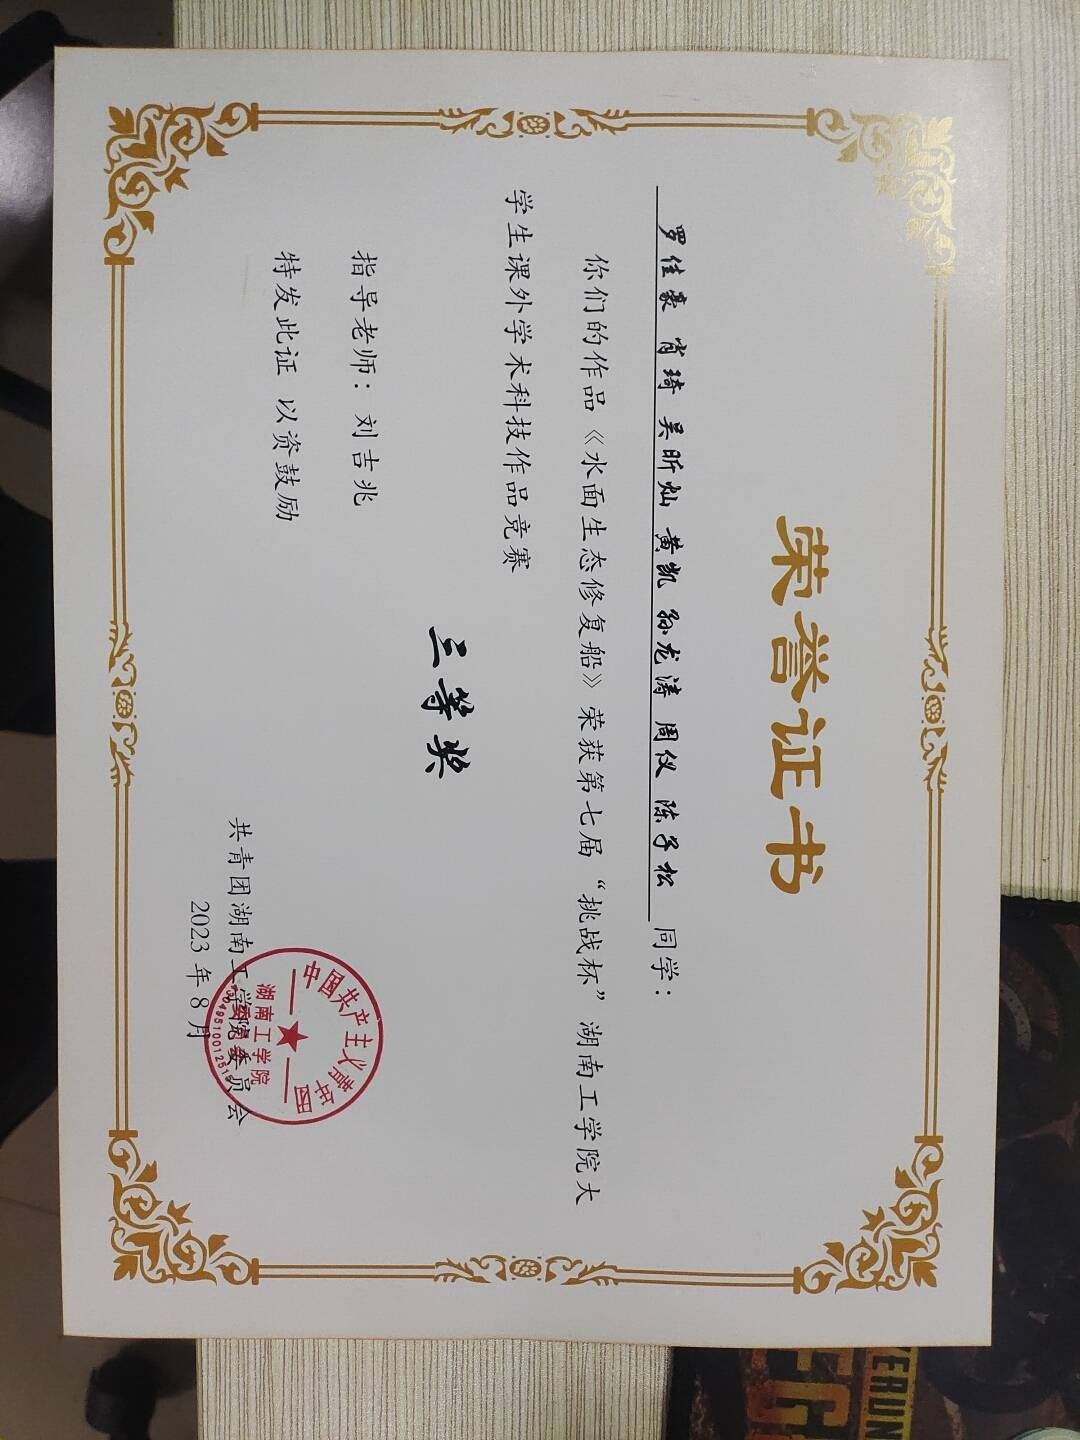 荣誉证书
罗佳豪 肖琦 吴昕灿 黄凯 孙龙涛 周仪 陈子松 同学：
你们的作品《水面生态修复船》荣获第七届“挑战杯”湖南工学院大
学生课外学术科技作品竞赛
三等奖
指导老师：刘吉兆
特发此证 以资鼓励
共青团湖南工学院委员会
2023年8月
中国共产主义青年团
湖南工学院
委员会